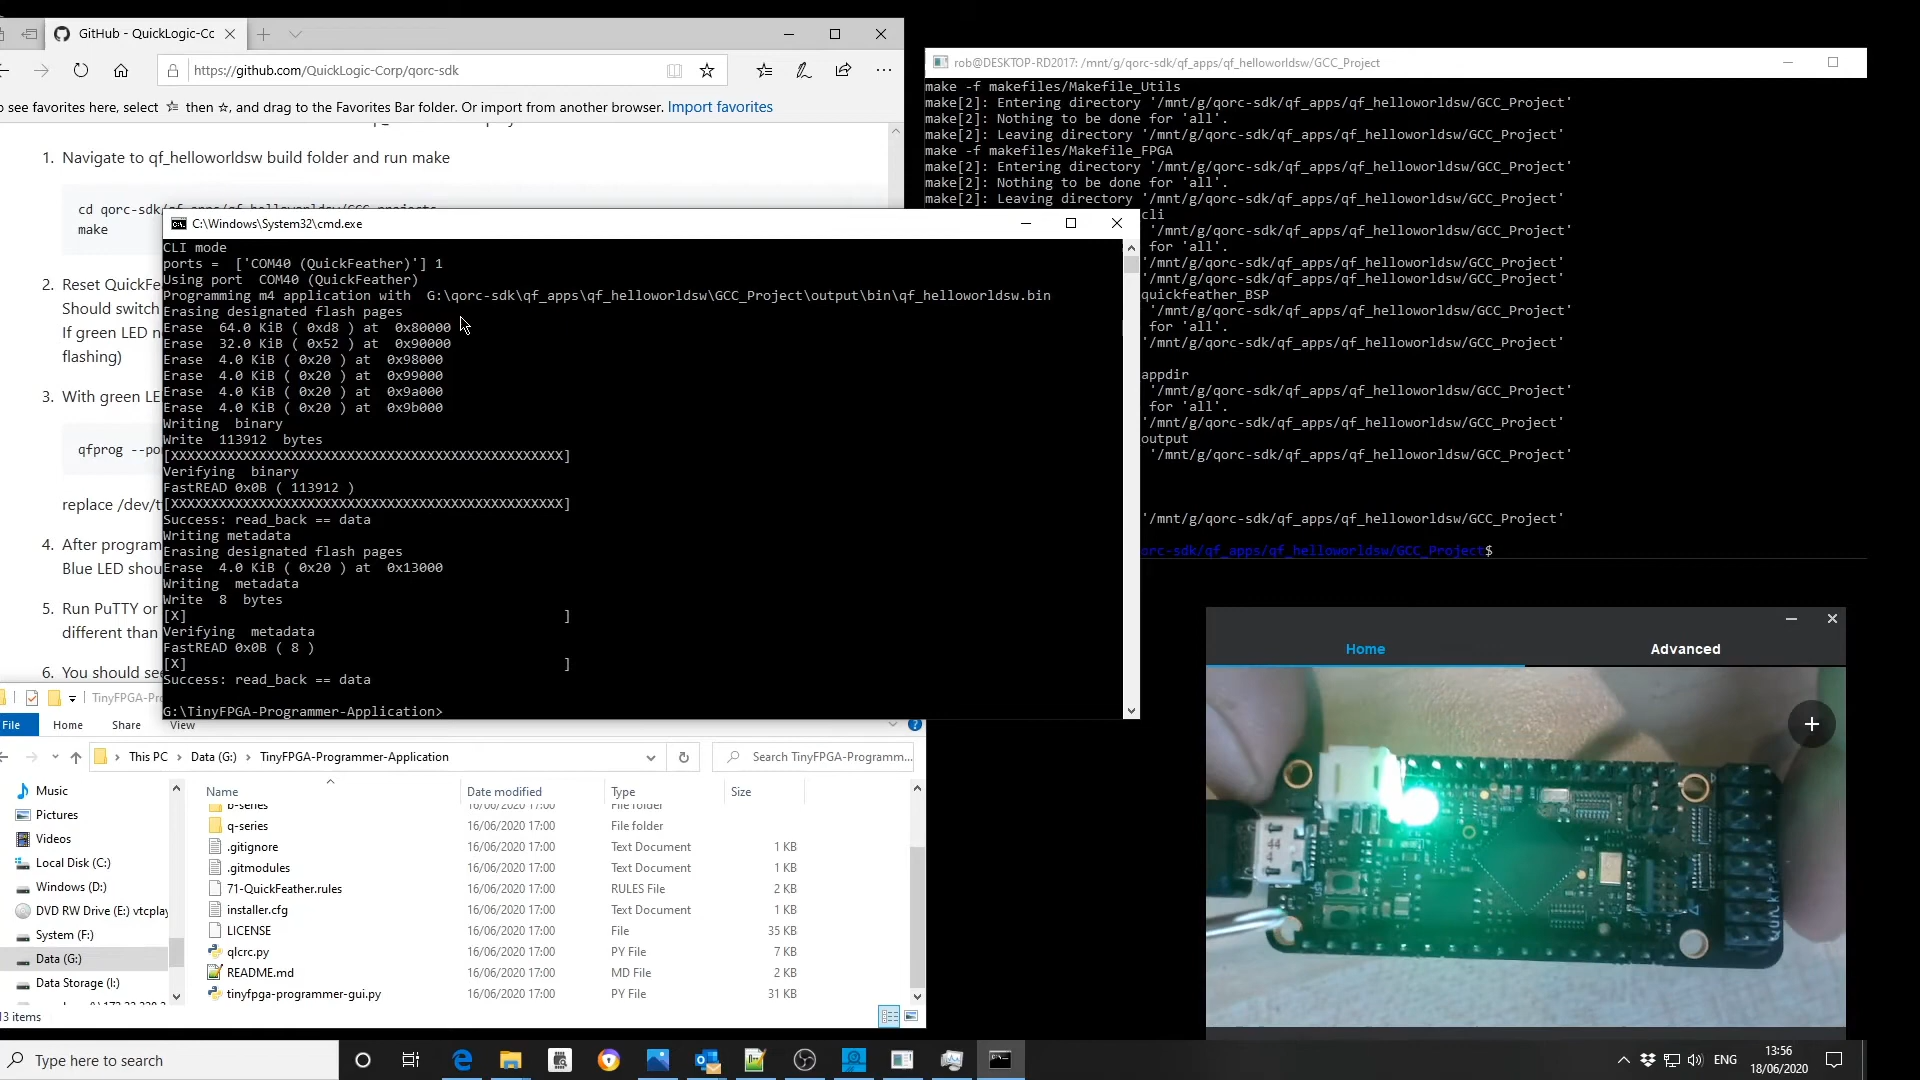 GitHub - QuickLogic-Cc
https://github.com/QuickLogic-Corp/qorc-sdk
o see favorites here, select ☆ then ☆, and drag to the Favorites Bar folder. Or import from another browser. Import favorites
1. Navigate to qf_helloworldsw build folder and run make
cd qorc-sdk/qf_apps/qf_helloworldsw/GCC_projects
make
2. Reset QuickFe
Should switch
If green LED n
flashing)
3. With green LE
qfprog --po
replace /dev/t
4. After program
Blue LED shou
5. Run PuTTY or
different than
6. You should se
C:\Windows\System32\cmd.exe
CLI mode
ports =  ['COM40 (QuickFeather)'] 1
Using port  COM40 (QuickFeather)
Programming m4 application with  G:\qorc-sdk\qf_apps\qf_helloworldsw\GCC_Project\output\bin\qf_helloworldsw.bin
Erasing designated flash pages
Erase  64.0 KiB ( 0xd8 ) at  0x80000
Erase  32.0 KiB ( 0x52 ) at  0x90000
Erase  4.0 KiB ( 0x20 ) at  0x98000
Erase  4.0 KiB ( 0x20 ) at  0x99000
Erase  4.0 KiB ( 0x20 ) at  0x9a000
Erase  4.0 KiB ( 0x20 ) at  0x9b000
Writing  binary
Write  113912  bytes
[XXXXXXXXXXXXXXXXXXXXXXXXXXXXXXXXXXXXXXXXXXXXXXXXX]
Verifying  binary
FastREAD 0x0B ( 113912 )
[XXXXXXXXXXXXXXXXXXXXXXXXXXXXXXXXXXXXXXXXXXXXXXXXX]
Success: read_back == data
Writing metadata
Erasing designated flash pages
Erase  4.0 KiB ( 0x20 ) at  0x13000
Writing  metadata
Write  8  bytes
[X]                                               ]
Verifying  metadata
FastREAD 0x0B ( 8 )
[X]                                               ]
Success: read_back == data
G:\TinyFPGA-Programmer-Application>
rob@DESKTOP-RD2017: /mnt/g/qorc-sdk/qf_apps/qf_helloworldsw/GCC_Project
make -f makefiles/Makefile_Utils
make[2]: Entering directory '/mnt/g/qorc-sdk/qf_apps/qf_helloworldsw/GCC_Project'
make[2]: Nothing to be done for 'all'.
make[2]: Leaving directory '/mnt/g/qorc-sdk/qf_apps/qf_helloworldsw/GCC_Project'
make -f makefiles/Makefile_FPGA
make[2]: Entering directory '/mnt/g/qorc-sdk/qf_apps/qf_helloworldsw/GCC_Project'
make[2]: Nothing to be done for 'all'.
make[2]: Leaving directory '/mnt/g/qorc-sdk/qf_apps/qf_helloworldsw/GCC_Project'
cli
'/mnt/g/qorc-sdk/qf_apps/qf_helloworldsw/GCC_Project'
for 'all'.
'/mnt/g/qorc-sdk/qf_apps/qf_helloworldsw/GCC_Project'
'/mnt/g/qorc-sdk/qf_apps/qf_helloworldsw/GCC_Project'
quickfeather_BSP
'/mnt/g/qorc-sdk/qf_apps/qf_helloworldsw/GCC_Project'
for 'all'.
'/mnt/g/qorc-sdk/qf_apps/qf_helloworldsw/GCC_Project'
appdir
'/mnt/g/qorc-sdk/qf_apps/qf_helloworldsw/GCC_Project'
for 'all'.
'/mnt/g/qorc-sdk/qf_apps/qf_helloworldsw/GCC_Project'
output
'/mnt/g/qorc-sdk/qf_apps/qf_helloworldsw/GCC_Project'
'/mnt/g/qorc-sdk/qf_apps/qf_helloworldsw/GCC_Project'
orc-sdk/qf_apps/qf_helloworldsw/GCC_Project$
Home Advanced
44
4
TinyFPGA-Pr
File Home Share View
This PC > Data (G:) > TinyFPGA-Programmer-Application
Search TinyFPGA-Programm...
Name Date modified Type Size
Music
Pictures
Videos
Local Disk (C:)
Windows (D:)
DVD RW Drive (E:) vtcplay
System (F:)
Data (G:)
Data Storage (I:)
b-series 16/06/2020 17:00 File folder
q-series 16/06/2020 17:00 File folder
.gitignore 16/06/2020 17:00 Text Document 1 KB
.gitmodules 16/06/2020 17:00 Text Document 1 KB
71-QuickFeather.rules 16/06/2020 17:00 RULES File 2 KB
installer.cfg 16/06/2020 17:00 Text Document 1 KB
LICENSE 16/06/2020 17:00 File 35 KB
qlcrc.py 16/06/2020 17:00 PY File 7 KB
README.md 16/06/2020 17:00 MD File 2 KB
tinyfpga-programmer-gui.py 16/06/2020 17:00 PY File 31 KB
13 items
Type here to search
ENG
13:56
18/06/2020